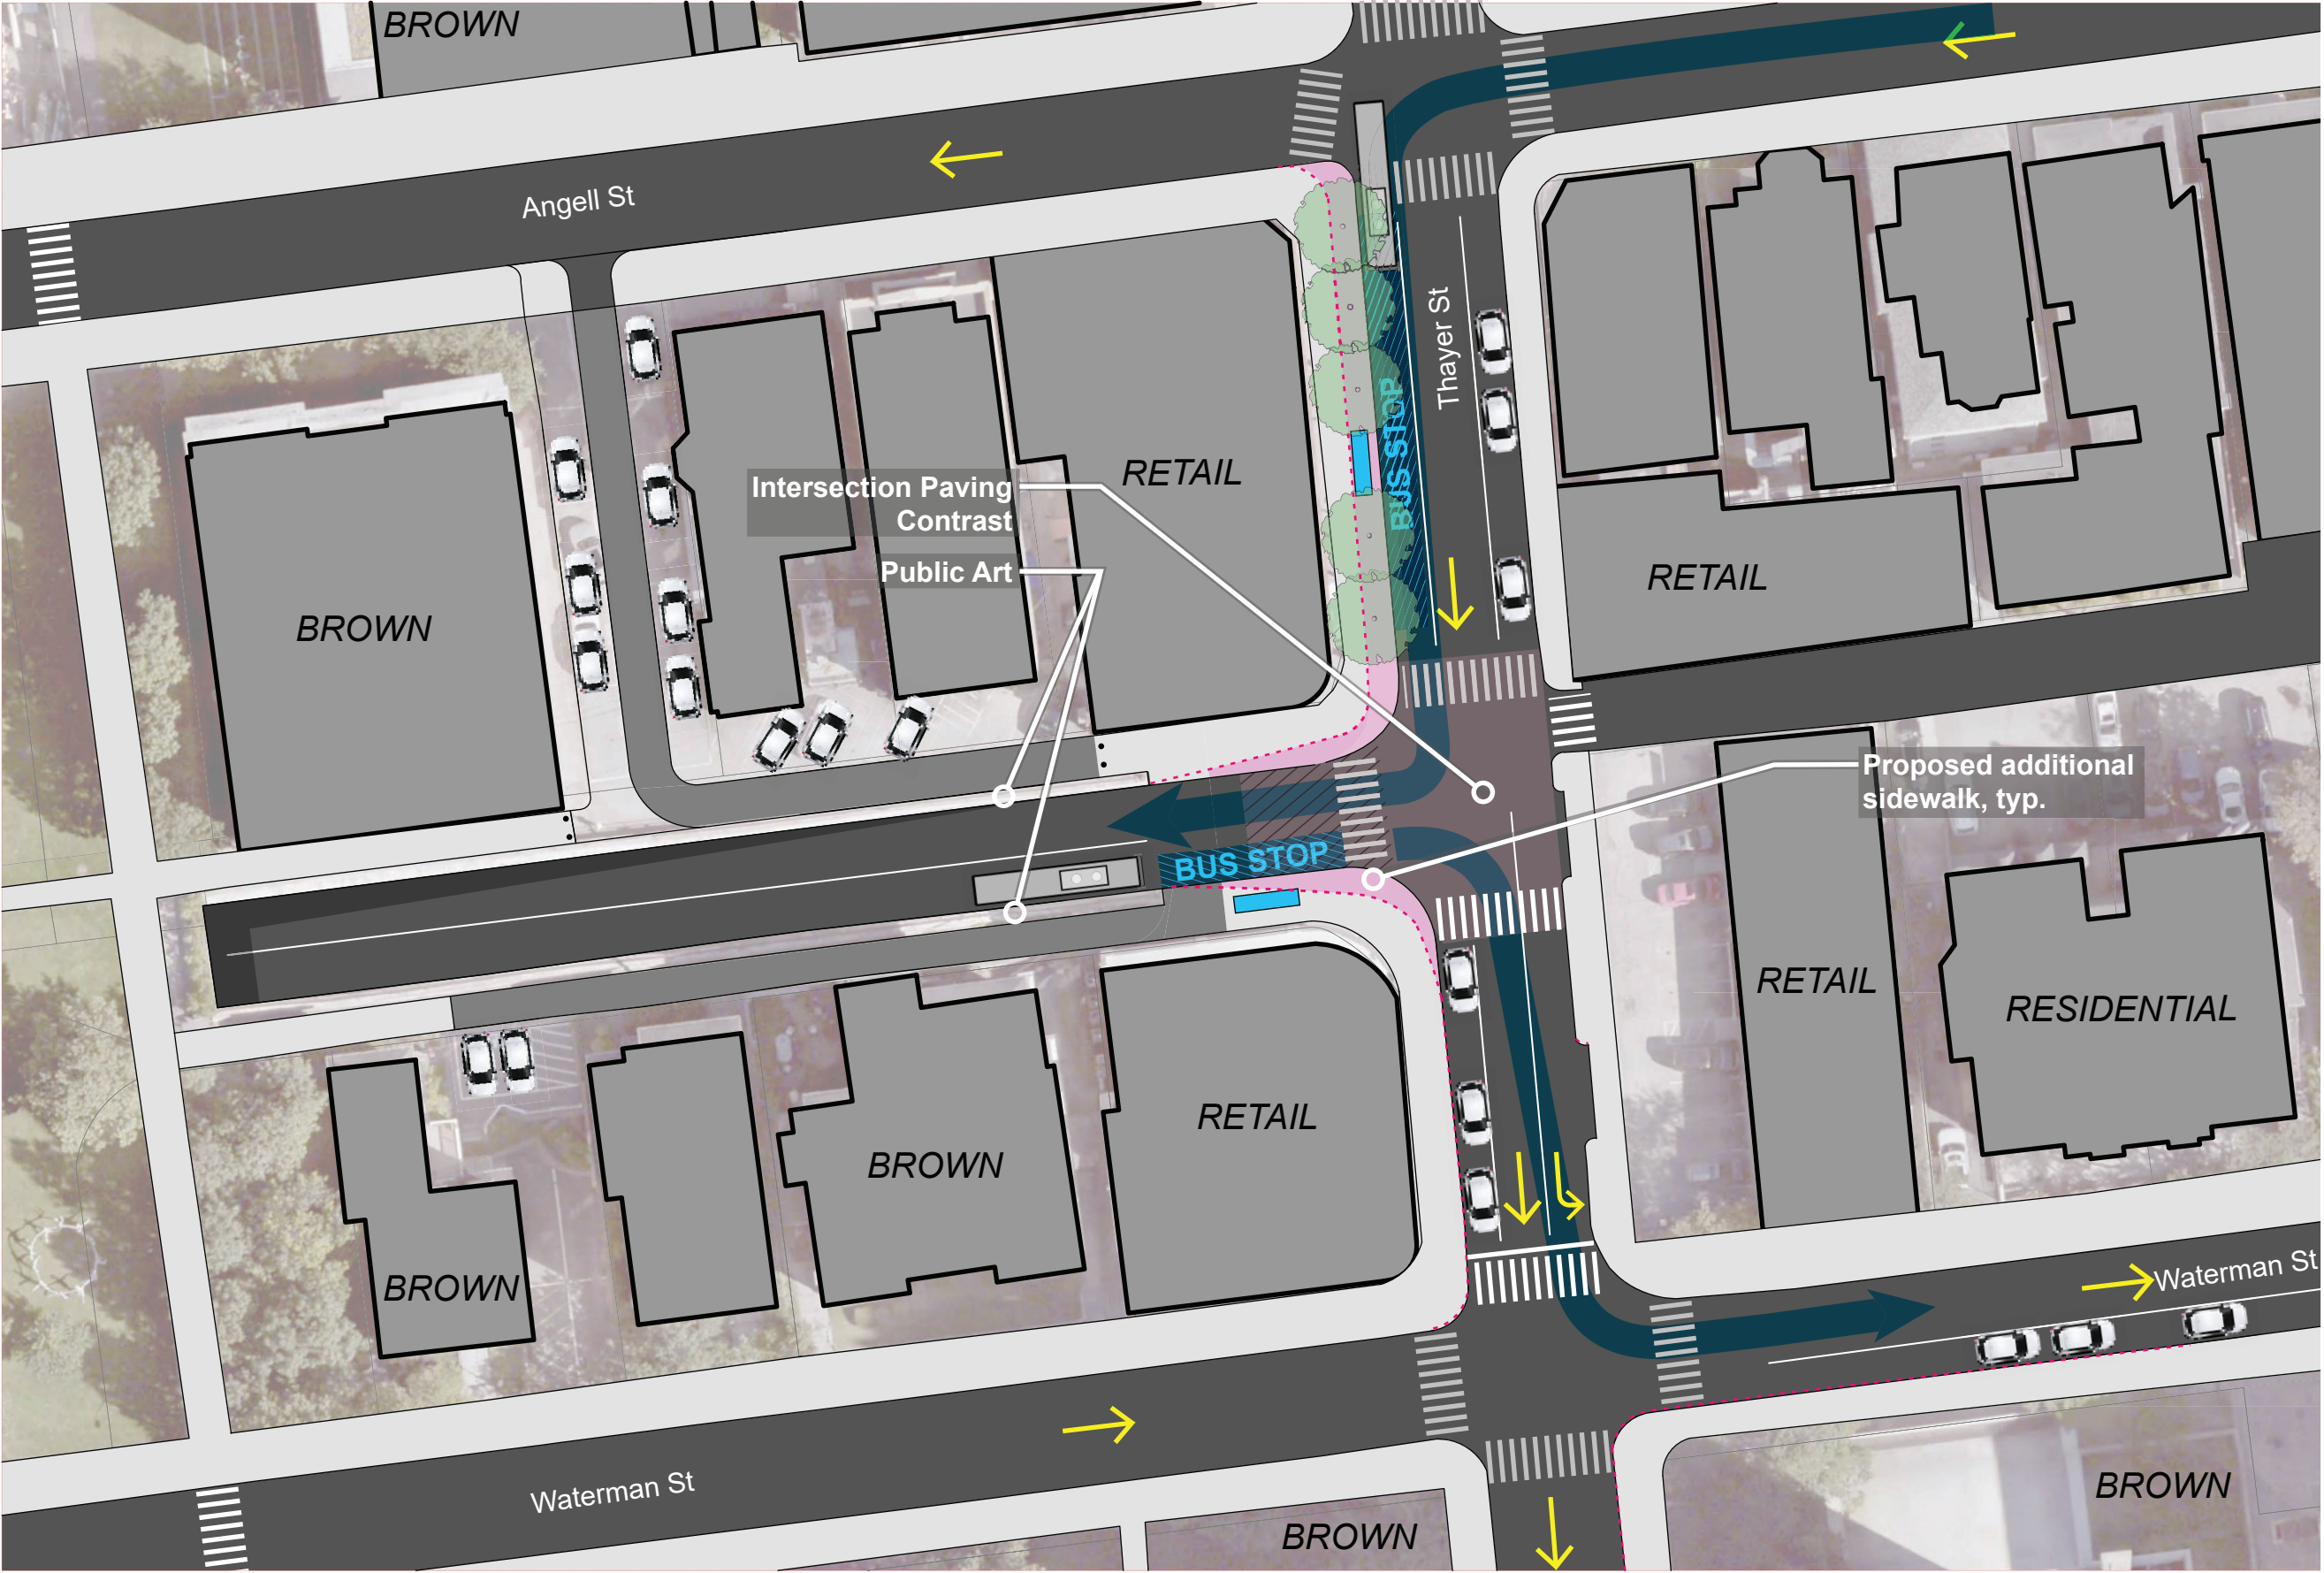 BROWN
Angell St
Thayer St
RETAIL
Intersection Paving
Contrast
BUS STOP
Public Art
RETAIL
BROWN
Proposed additional
sidewalk, typ.
BUS STOP
RETAIL
RESIDENTIAL
RETAIL
BROWN
BROWN
Waterman St
Waterman St
BROWN
BROWN